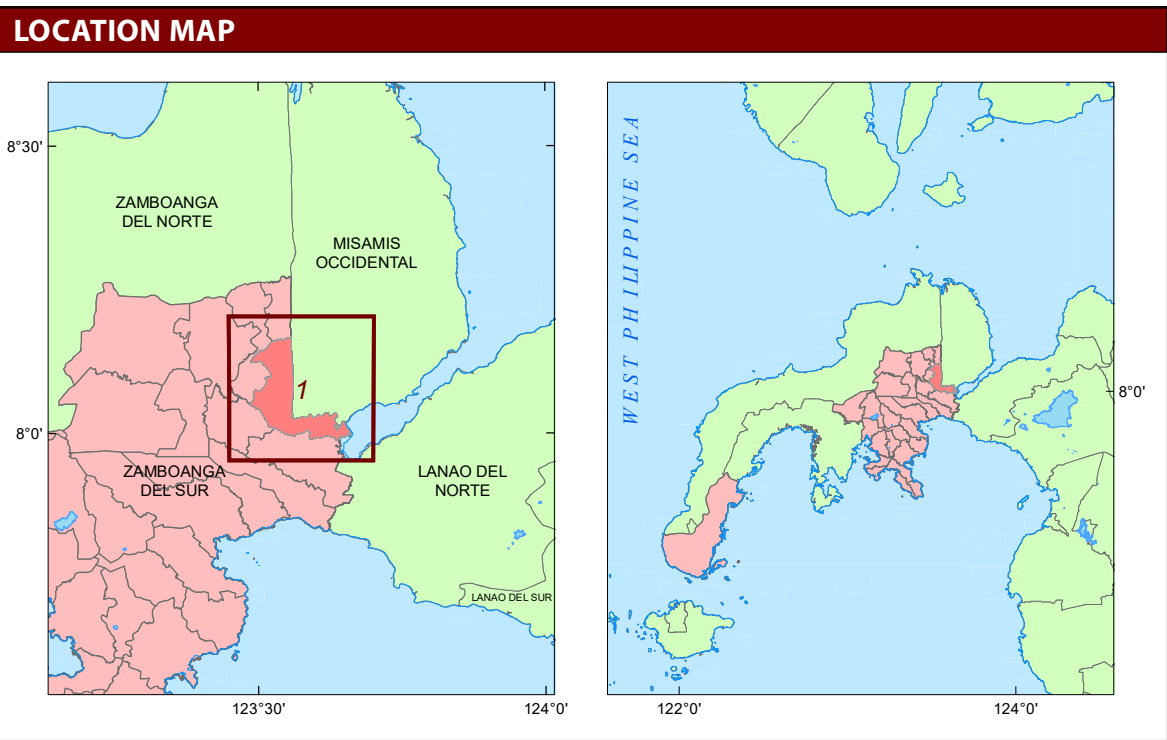 LOCATION MAP
8°30'
ZAMBOANGA
DEL NORTE
MISAMIS
OCCIDENTAL
1
8°0'
ZAMBOANGA
DEL SUR
LANAO DEL
NORTE
LANAO DEL SUR
123°30'
124°0'
WEST PHILIPPINE SEA
8°0'
122°0'
124°0'